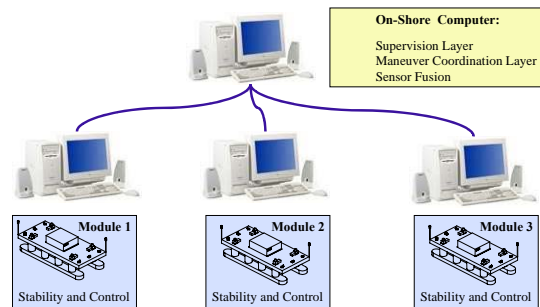 On-Shore Computer:
Supervision Layer
Maneuver Coordination Layer
Sensor Fusion
Module 1
Stability and Control
Module 2
Stability and Control
Module 3
Stability and Control